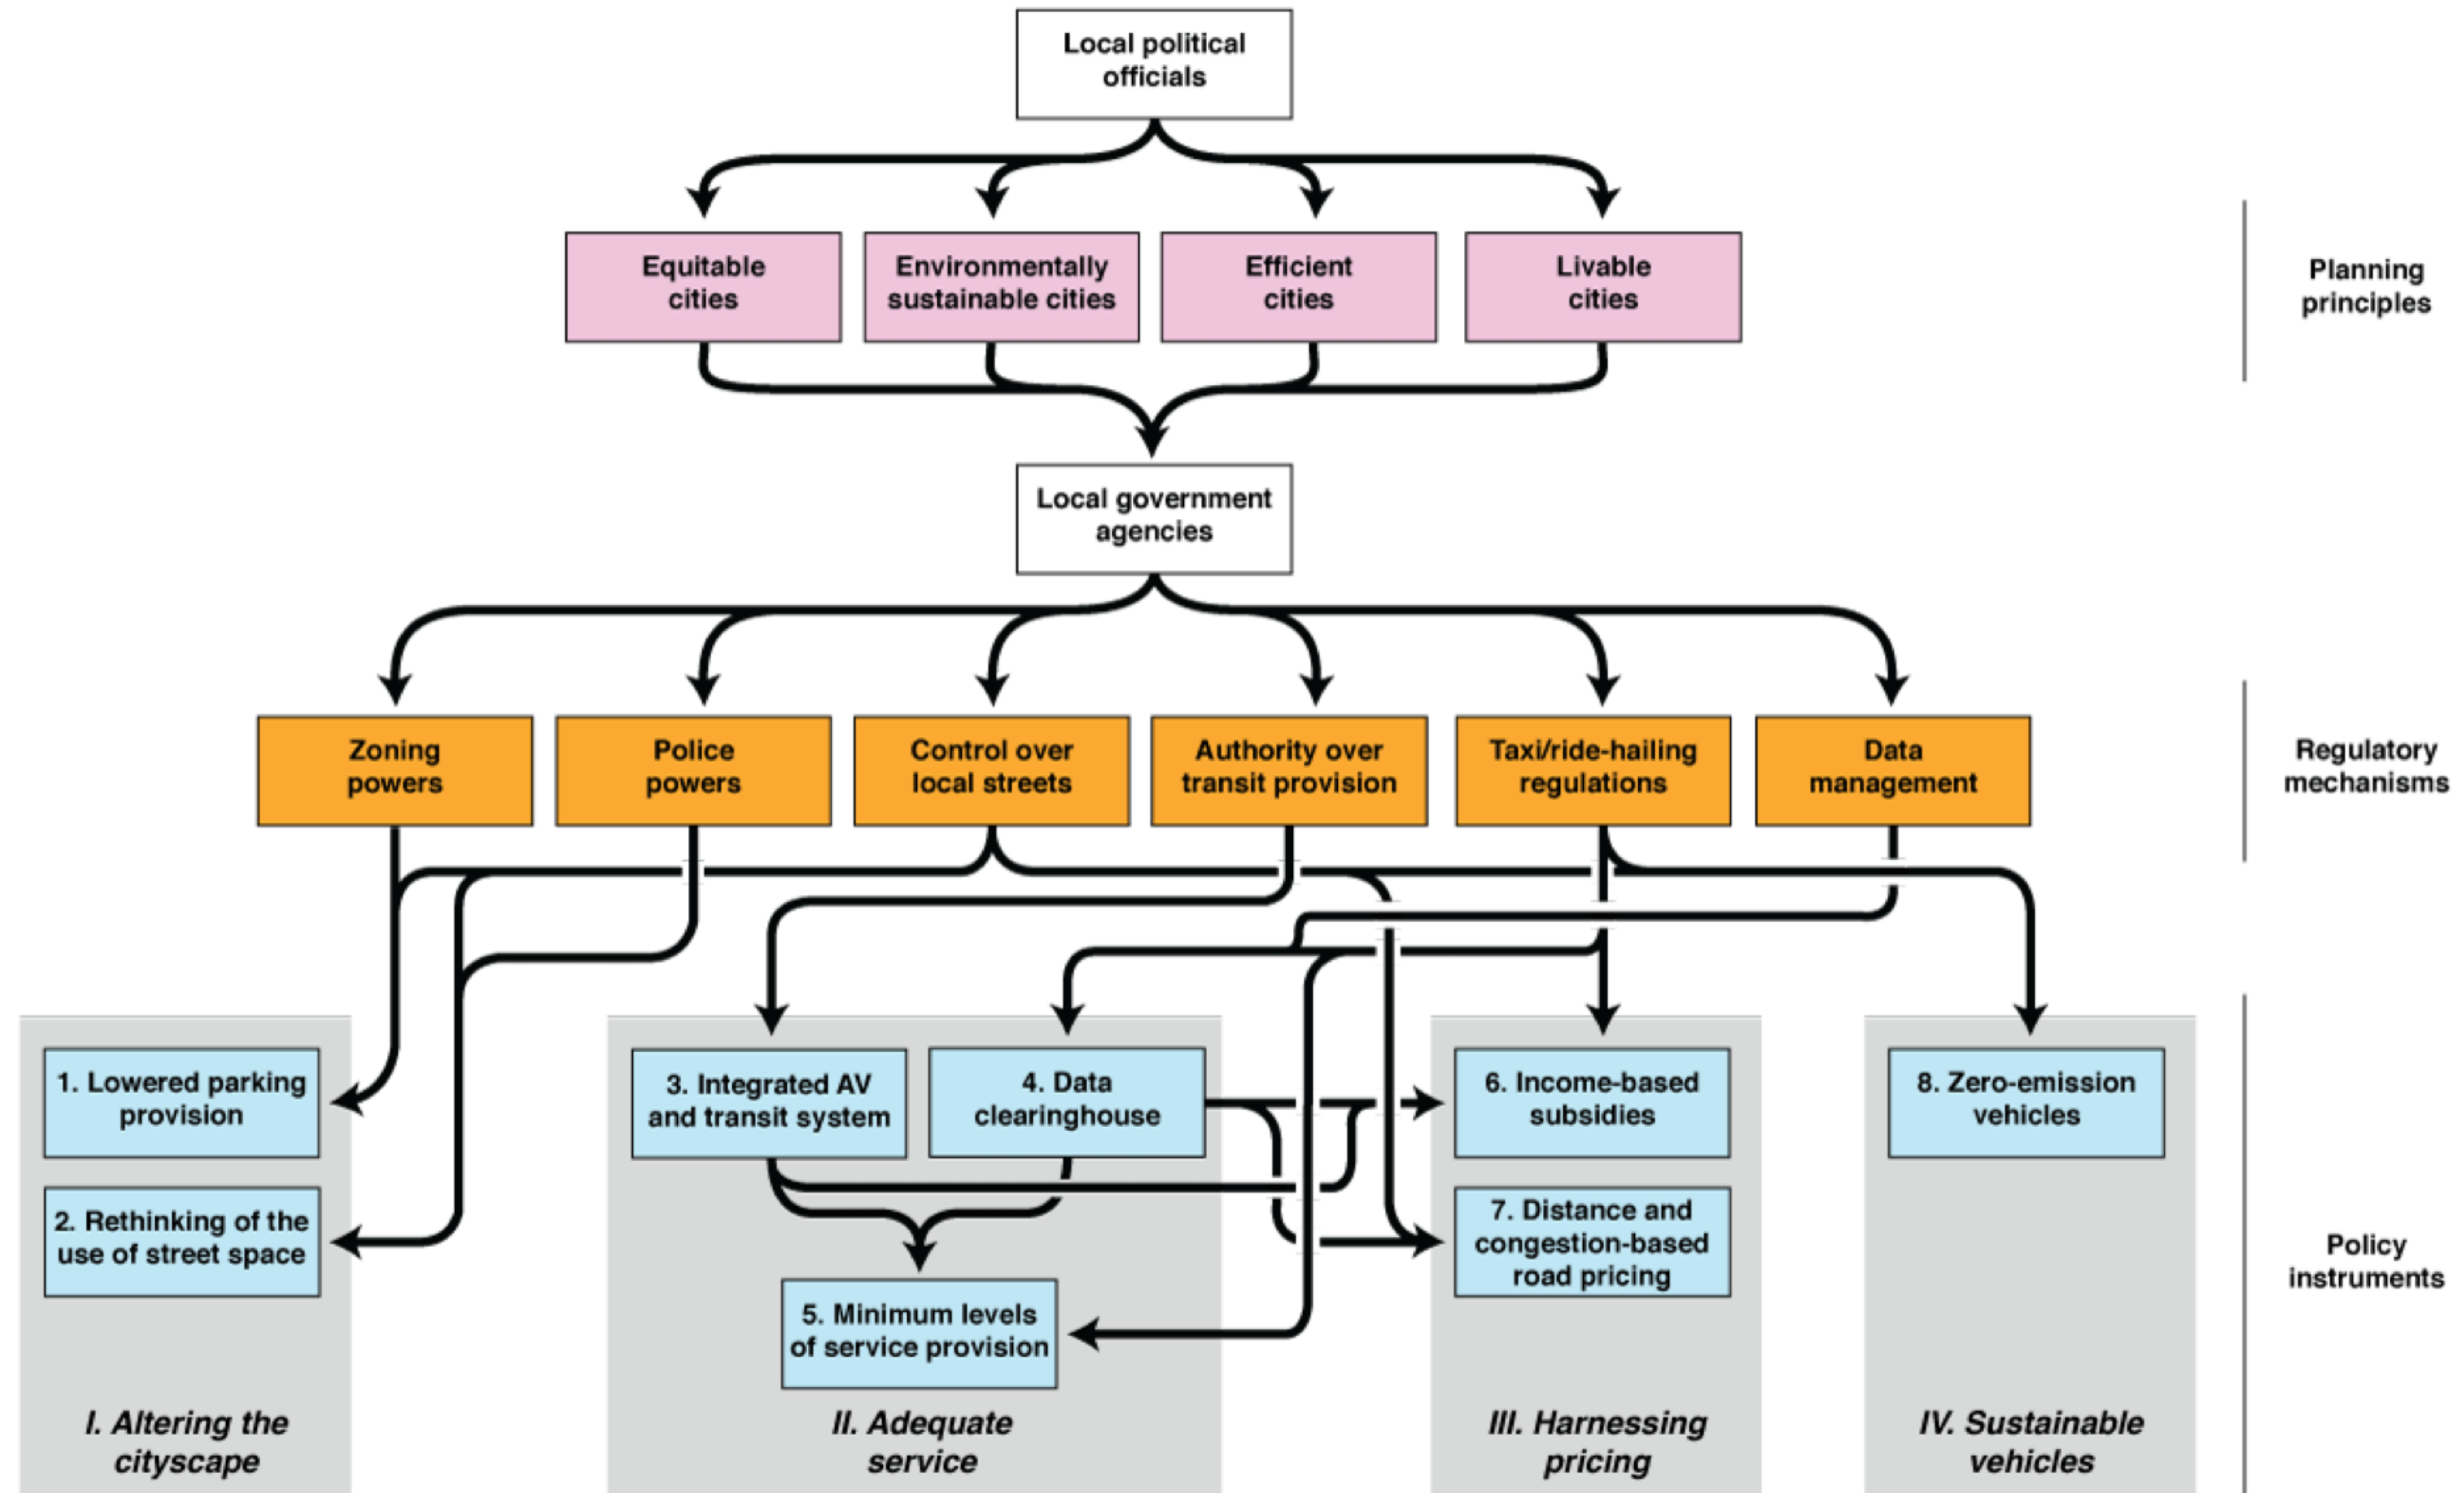 Local political
officials
Equitable
cities
Environmentally
sustainable cities
Efficient
cities
Livable
cities
Planning
principles
Local government
agencies
Zoning
powers
Police
powers
Control over
local streets
Authority over
transit provision
Taxi/ride-hailing
regulations
Data
management
Regulatory
mechanisms
1. Lowered parking
provision
2. Rethinking of the
use of street space
3. Integrated AV
and transit system
4. Data
clearinghouse
5. Minimum levels
of service provision
6. Income-based
subsidies
7. Distance and
congestion-based
road pricing
8. Zero-emission
vehicles
Policy
instruments
I. Altering the
cityscape
II. Adequate
service
III. Harnessing
pricing
IV. Sustainable
vehicles